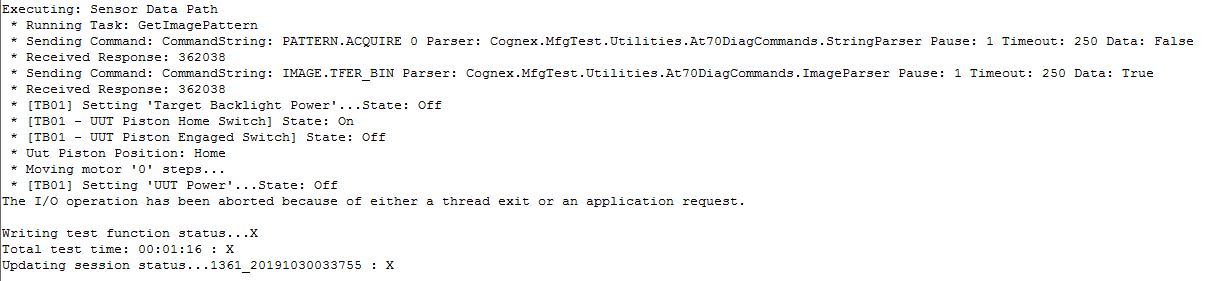 Executing: Sensor Data Path
* Running Task: GetImagePattern
* Sending Command: CommandString: PATTERN.ACQUIRE 0 Parser: Cognex.MfgTest.Utilities.At70DiagCommands.StringParser Pause: 1 Timeout: 250 Data: False
* Received Response: 362038
* Sending Command: CommandString: IMAGE.TFER_BIN Parser: Cognex.MfgTest.Utilities.At70DiagCommands.ImageParser Pause: 1 Timeout: 250 Data: True
* Received Response: 362038
* [TB01] Setting 'Target Backlight Power'...State: Off
* [TB01 - UUT Piston Home Switch] State: On
* [TB01 - UUT Piston Engaged Switch] State: Off
* Uut Piston Position: Home
* Moving motor '0' steps...
* [TB01] Setting 'UUT Power'...State: Off
The I/O operation has been aborted because of either a thread exit or an application request.
Writing test function status...X
Total test time: 00:01:16 : X
Updating session status...1361_20191030033755 : X